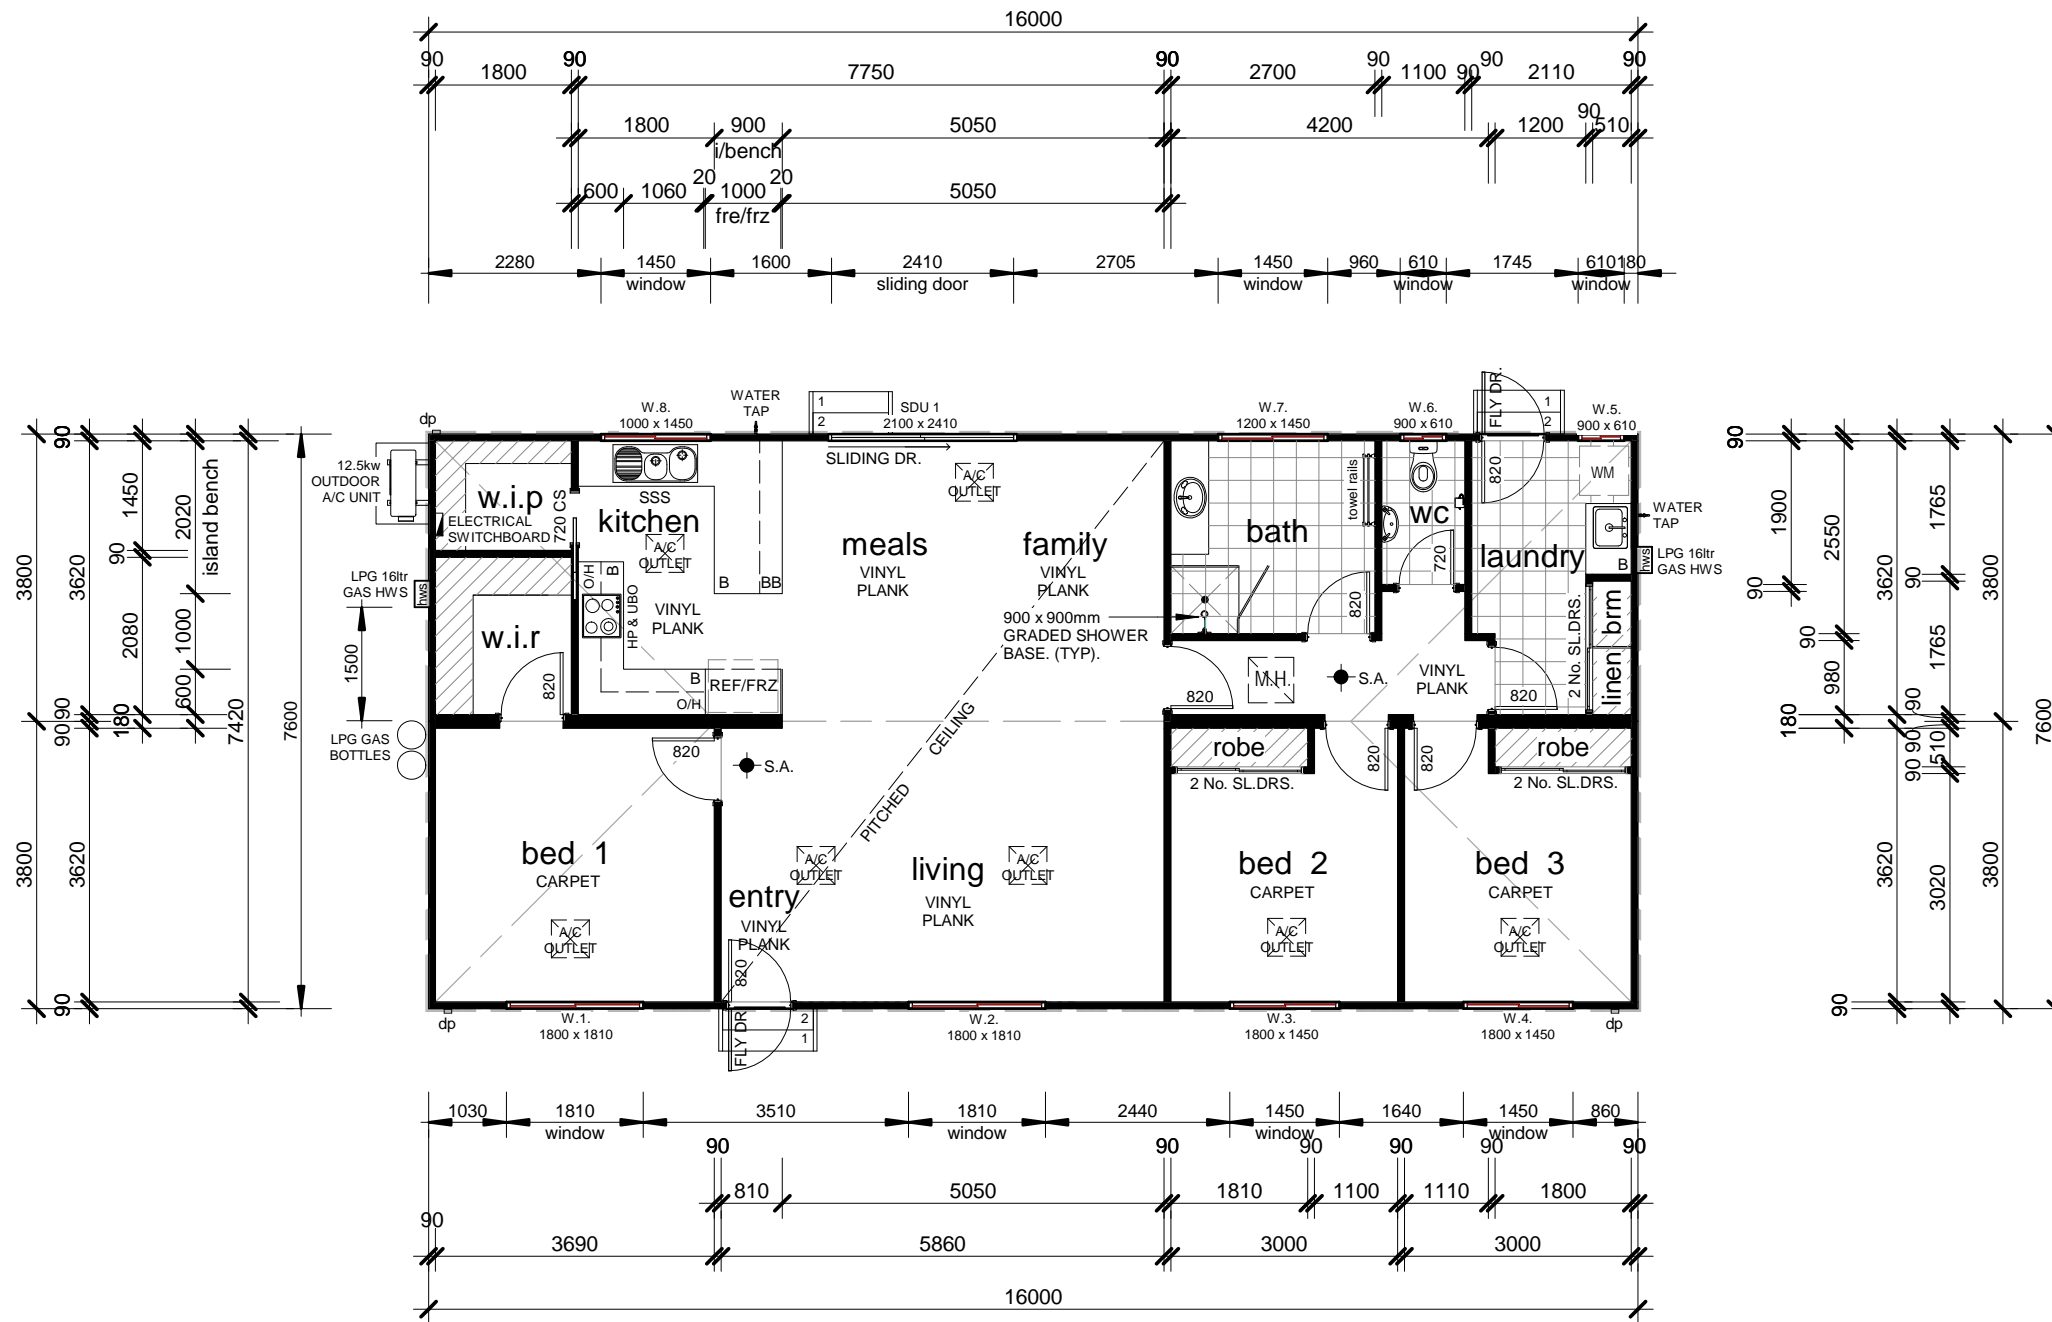 16000
90 1800 90 7750 90 2700 90 1100 90 90 2110 90
1800 900 5050 4200 1200 90 510
i/bench
600 1060 20 1000 20 5050
fre/frz
2280 1450 1600 2410 2705 1450 960 610 1745 610 180
window sliding door window window window
dp
W.8.
1000 x 1450
WATER
TAP
1
2
SDU 1
2100 x 2410
SLIDING DR.
W.7.
1200 x 1450
W.6.
900 x 610
FLY DR.
1
2
W.5.
900 x 610
12.5kw
OUTDOOR
A/C UNIT
w.i.p
ELECTRICAL
SWITCHBOARD
720 CS
SSS
kitchen
A/C
OUTLET
O/H
B
HP & UBO
VINYL
PLANK
B
BB
meals
VINYL
PLANK
A/C
OUTLET
family
VINYL
PLANK
900 x 900mm
GRADED SHOWER
BASE. (TYP).
bath
towel rails
820
wc
720
820
WM
laundry
B
WATER
TAP
hws
LPG 16ltr
GAS HWS
2 No. SL.DRS.
brm
linen
LPG 16ltr
GAS HWS
hws
w.i.r
820
B
O/H
REF/FRZ
820
M.H.
S.A.
VINYL
PLANK
820
LPG GAS
BOTTLES
820
S.A.
PITCHED
CEILING
robe
2 No. SL.DRS.
820
820
robe
2 No. SL.DRS.
bed 1
CARPET
A/C
OUTLET
entry
VINYL
PLANK
A/C
OUTLET
living
VINYL
PLANK
A/C
OUTLET
bed 2
CARPET
A/C
OUTLET
bed 3
CARPET
A/C
OUTLET
820
FLY DR.
2
1
dp
W.1.
1800 x 1810
W.2.
1800 x 1810
W.3.
1800 x 1450
W.4.
1800 x 1450
dp
3800
3800
90
3620
90
90
3620
90
1450
90
2080
180
2020
1000
600
island bench
7420
7600
1500
90
1900
90
2550
90
980
180
90
3620
3620
1765
90
1765
90
90
510
90
3020
3800
3800
7600
1030 1810 3510 1810 2440 1450 1640 1450 860
window window window window
90 90 90 90 90 90
810 5050 1810 1100 1110 1800
90
3690 5860 3000 3000
16000